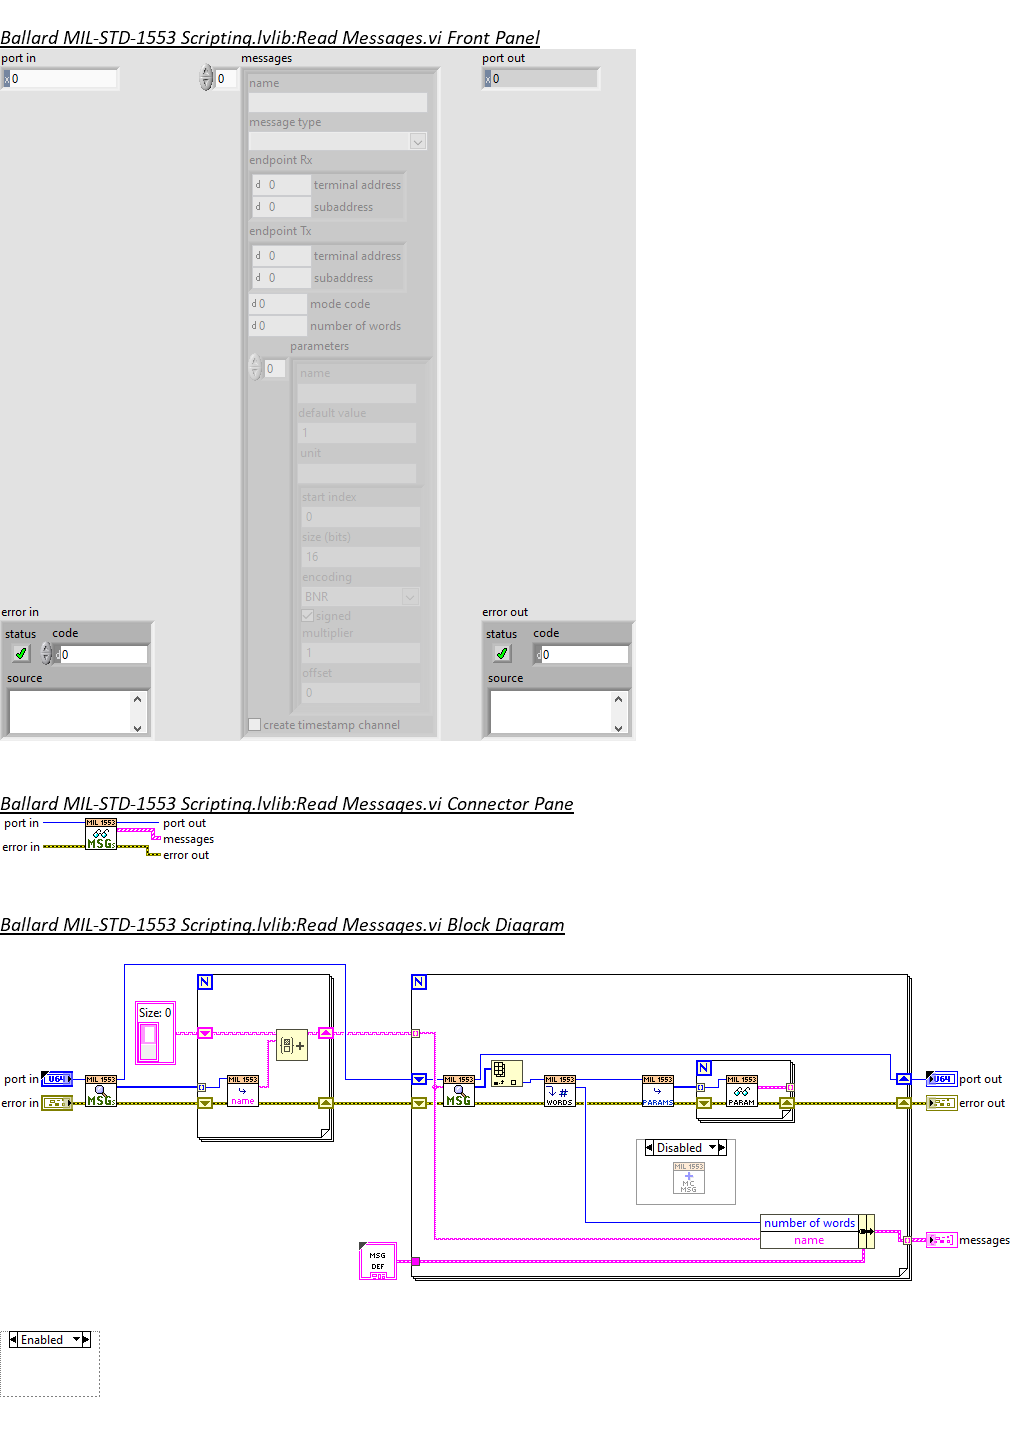 Ballard MIL-STD-1553 Scripting.lvlib:Read Messages.vi Front Panel
port in
messages
port out
x 0
0
x 0
name
message type
endpoint Rx
d 0 terminal address
d 0 subaddress
endpoint Tx
d 0 terminal address
d 0 subaddress
d 0 mode code
d 0 number of words
parameters
0
name
default value
1
unit
start index
0
size (bits)
16
encoding
BNR
signed
multiplier
1
offset
0
create timestamp channel
error in
status code
d 0
source
error out
status code
d 0
source
Ballard MIL-STD-1553 Scripting.lvlib:Read Messages.vi Connector Pane
port in
MIL 1553
MSGs
port out
messages
error in
error out
Ballard MIL-STD-1553 Scripting.lvlib:Read Messages.vi Block Diagram
N
N
Size: 0
port in
U64
MIL 1553
MSGs
MIL 1553
name
MIL 1553
MSG
MIL 1553
#
WORDS
MIL 1553
PARAMS
N
MIL 1553
PARAM
U64
port out
error in
error out
Disabled
MIL 1553
+
MC
MSG
number of words
name
messages
MSG
DEF
Enabled